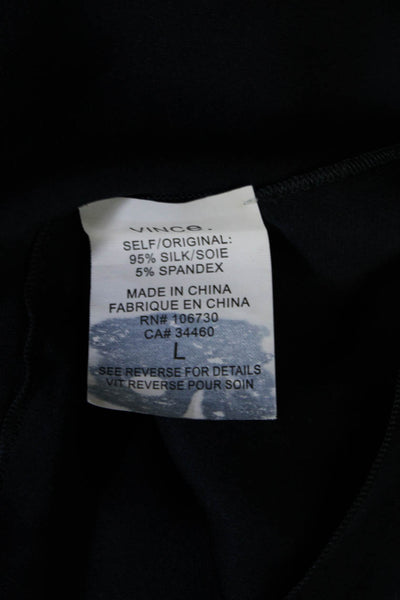 VINCE.
SELF/ORIGINAL:
95% SILK/SOIE
5% SPANDEX
MADE IN CHINA
FABRIQUE EN CHINA
RN# 106730
CA# 34460
L
SEE REVERSE FOR DETAILS
VIT REVERSE POUR SOIN